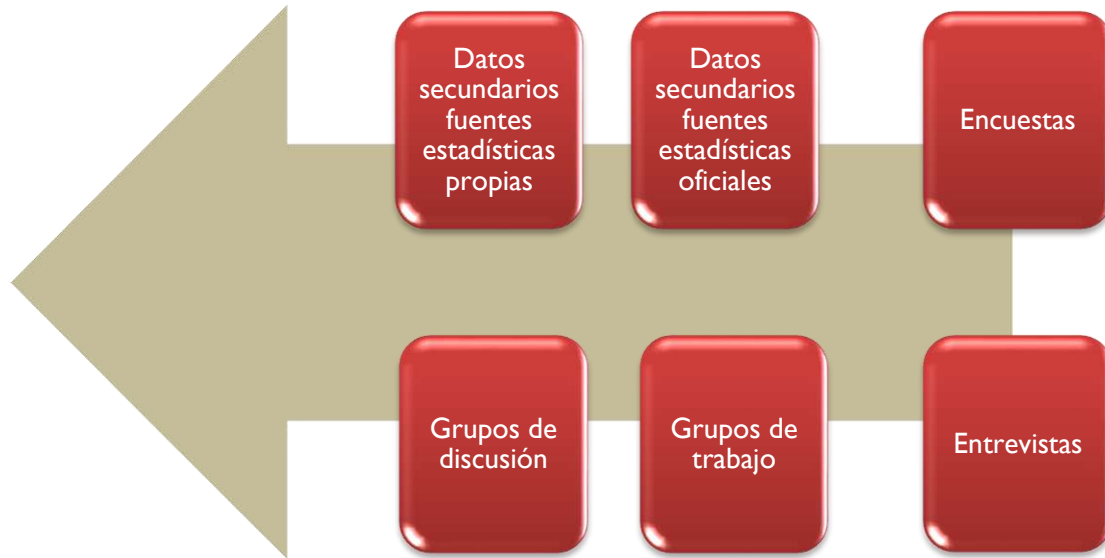 Datos
secundarios
fuentes
estadísticas
propias
Datos
secundarios
fuentes
estadísticas
oficiales
Encuestas
Grupos de
discusión
Grupos de
trabajo
Entrevistas